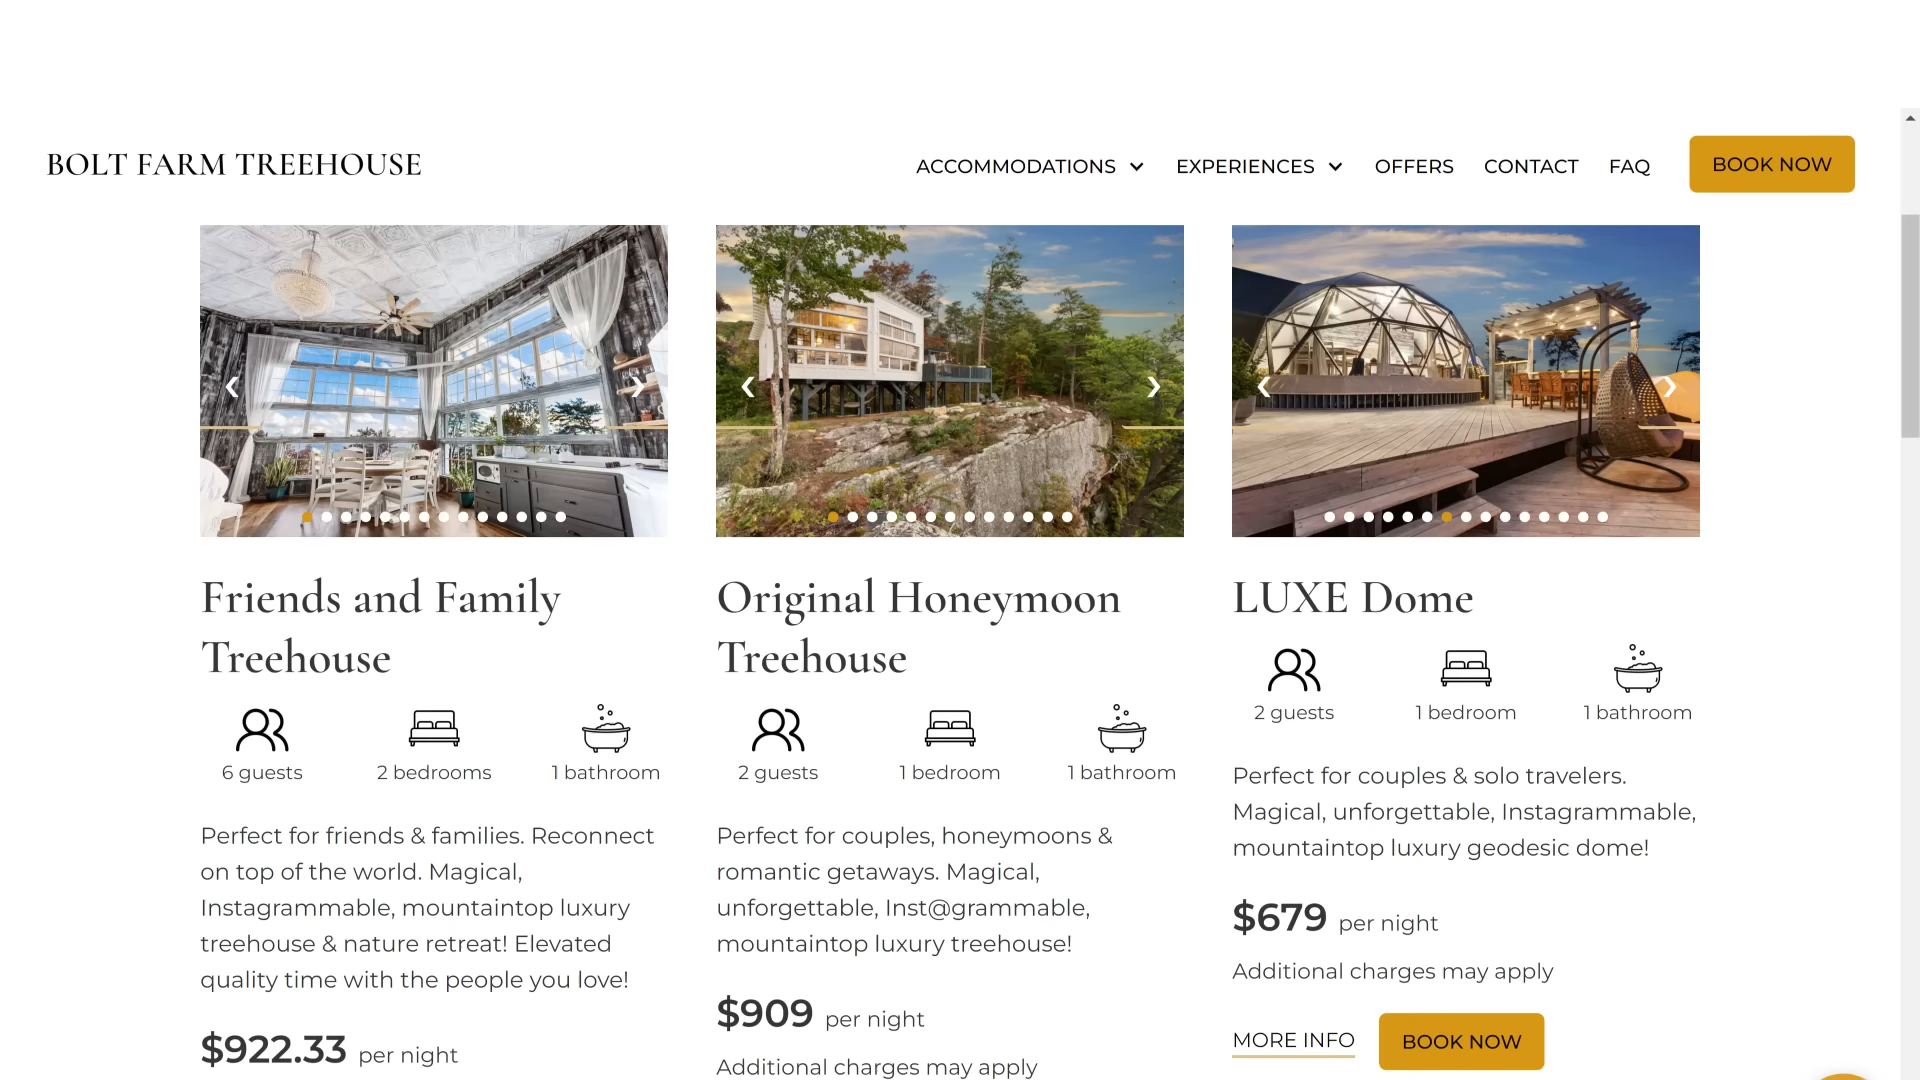 BOLT FARM TREEHOUSE
ACCOMMODATIONS
EXPERIENCES
OFFERS
CONTACT
FAQ
BOOK NOW
Friends and Family
Treehouse
6 guests
2 bedrooms
1 bathroom
Perfect for friends & families. Reconnect
on top of the world. Magical,
Instagrammable, mountaintop luxury
treehouse & nature retreat! Elevated
quality time with the people you love!
$922.33 per night
Original Honeymoon
Treehouse
2 guests
1 bedroom
1 bathroom
Perfect for couples, honeymoons &
romantic getaways. Magical,
unforgettable, Inst@grammable,
mountaintop luxury treehouse!
$909 per night
Additional charges may apply
LUXE Dome
2 guests
1 bedroom
1 bathroom
Perfect for couples & solo travelers.
Magical, unforgettable, Instagrammable,
mountaintop luxury geodesic dome!
$679 per night
Additional charges may apply
MORE INFO
BOOK NOW